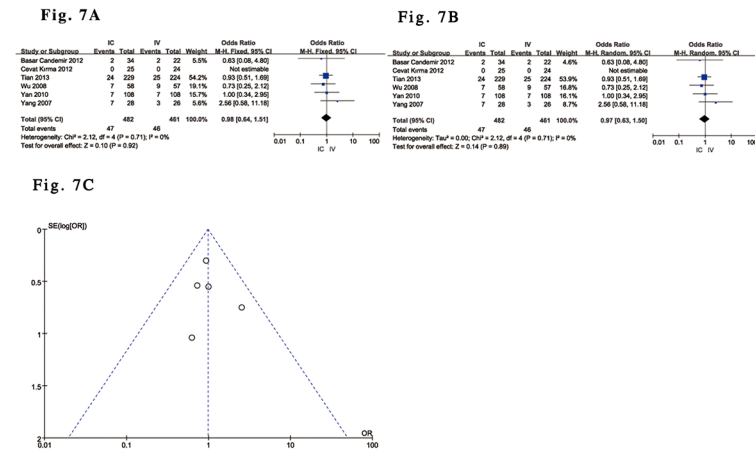 Fig. 7A
IC IV Odds Ratio Odds Ratio
Study or Subgroup Events Total Events Total Weight M-H. Fixed. 95% CI M-H. Fixed. 95% CI
Basar Candemir 2012 2 34 2 22 5.5% 0.63 [0.08, 4.80]
Cevat Kirma 2012 0 25 0 24 Not estimable
Tian 2013 24 229 25 224 54.2% 0.93 [0.51, 1.69]
Wu 2008 7 58 9 57 19.1% 0.73 [0.25, 2.12]
Yan 2010 7 108 7 108 15.7% 1.00 [0.34, 2.95]
Yang 2007 7 28 3 26 5.6% 2.56 [0.58, 11.18]
Total (95% CI) 482 461 100.0% 0.98 [0.64, 1.51]
Total events 47 46
Heterogeneity: Chi² = 2.12, df = 4 (P = 0.71); I² = 0%
Test for overall effect: Z = 0.10 (P = 0.92)
0.01 0.1 1 10 100
IC IV
Fig. 7B
IC IV Odds Ratio Odds Ratio
Study or Subgroup Events Total Events Total Weight M-H. Random. 95% CI M-H. Random. 95% CI
Basar Candemir 2012 2 34 2 22 4.6% 0.63 [0.08, 4.80]
Cevat Kirma 2012 0 25 0 24 Not estimable
Tian 2013 24 229 25 224 53.9% 0.93 [0.51, 1.69]
Wu 2008 7 58 9 57 16.9% 0.73 [0.25, 2.12]
Yan 2010 7 108 7 108 16.1% 1.00 [0.34, 2.95]
Yang 2007 7 28 3 26 8.7% 2.56 [0.58, 11.18]
Total (95% CI) 482 461 100.0% 0.97 [0.63, 1.50]
Total events 47 46
Heterogeneity: Tau² = 0.00; Chi² = 2.12, df = 4 (P = 0.71); I² = 0%
Test for overall effect: Z = 0.14 (P = 0.89)
0.01 0.1 1 10 100
IC IV
Fig. 7C
SE(log[OR])
0
0.5
1
1.5
2
OR
0.01 0.1 1 10 100